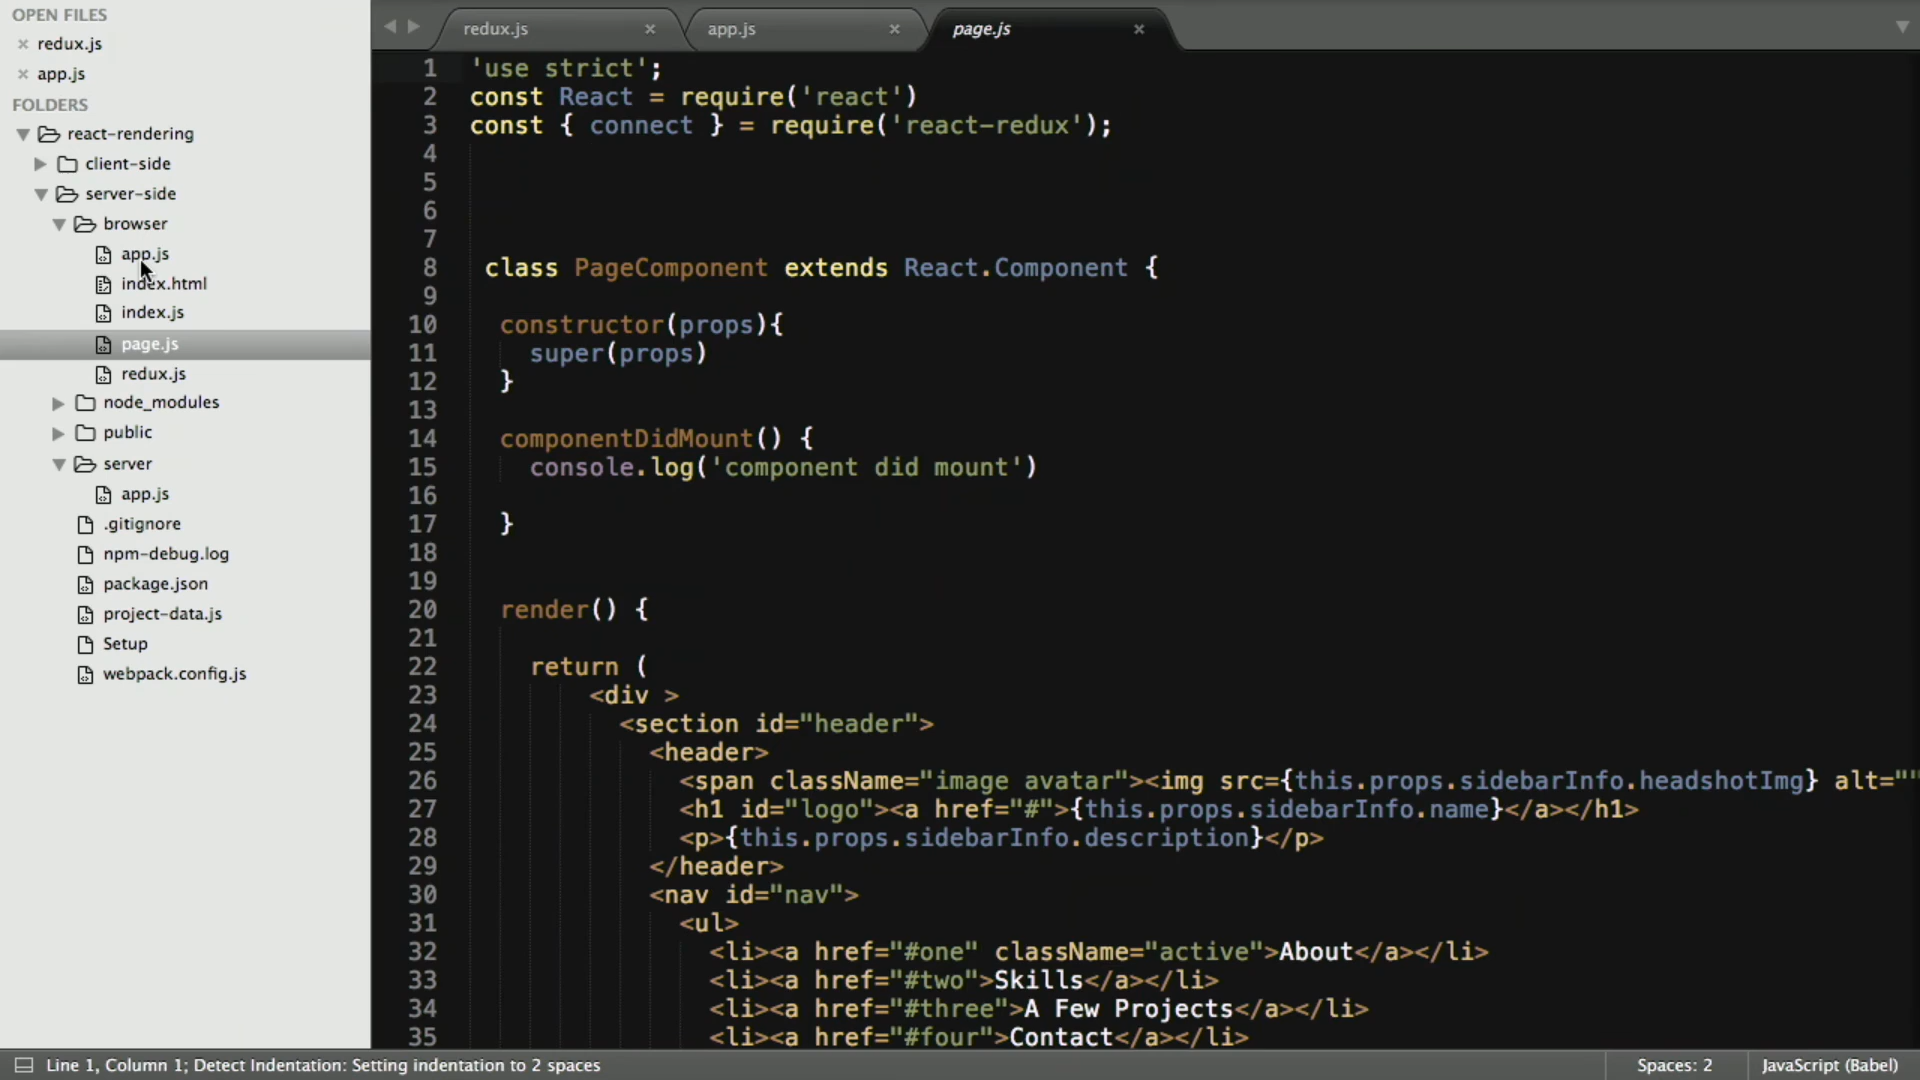 OPEN FILES
redux.js
app.js
FOLDERS
react-rendering
client-side
server-side
browser
app.js
index.html
index.js
page.js
redux.js
node_modules
public
server
app.js
.gitignore
npm-debug.log
package.json
project-data.js
Setup
webpack.config.js
redux.js app.js page.js
1 'use strict';
2 const React = require('react')
3 const { connect } = require('react-redux');
4
5
6
7
8 class PageComponent extends React.Component {
9
10 constructor(props){
11 super(props)
12 }
13
14 componentDidMount() {
15 console.log('component did mount')
16
17 }
18
19
20 render() {
21
22 return (
23 <div >
24 <section id="header">
25 <header>
26 <span className="image avatar"><img src={this.props.sidebarInfo.headshotImg} alt=""
27 <h1 id="logo"><a href="#">{this.props.sidebarInfo.name}</a></h1>
28 <p>{this.props.sidebarInfo.description}</p>
29 </header>
30 <nav id="nav">
31 <ul>
32 <li><a href="#one" className="active">About</a></li>
33 <li><a href="#two">Skills</a></li>
34 <li><a href="#three">A Few Projects</a></li>
35 <li><a href="#four">Contact</a></li>
Line 1, Column 1; Detect Indentation: Setting indentation to 2 spaces Spaces: 2 JavaScript (Babel)